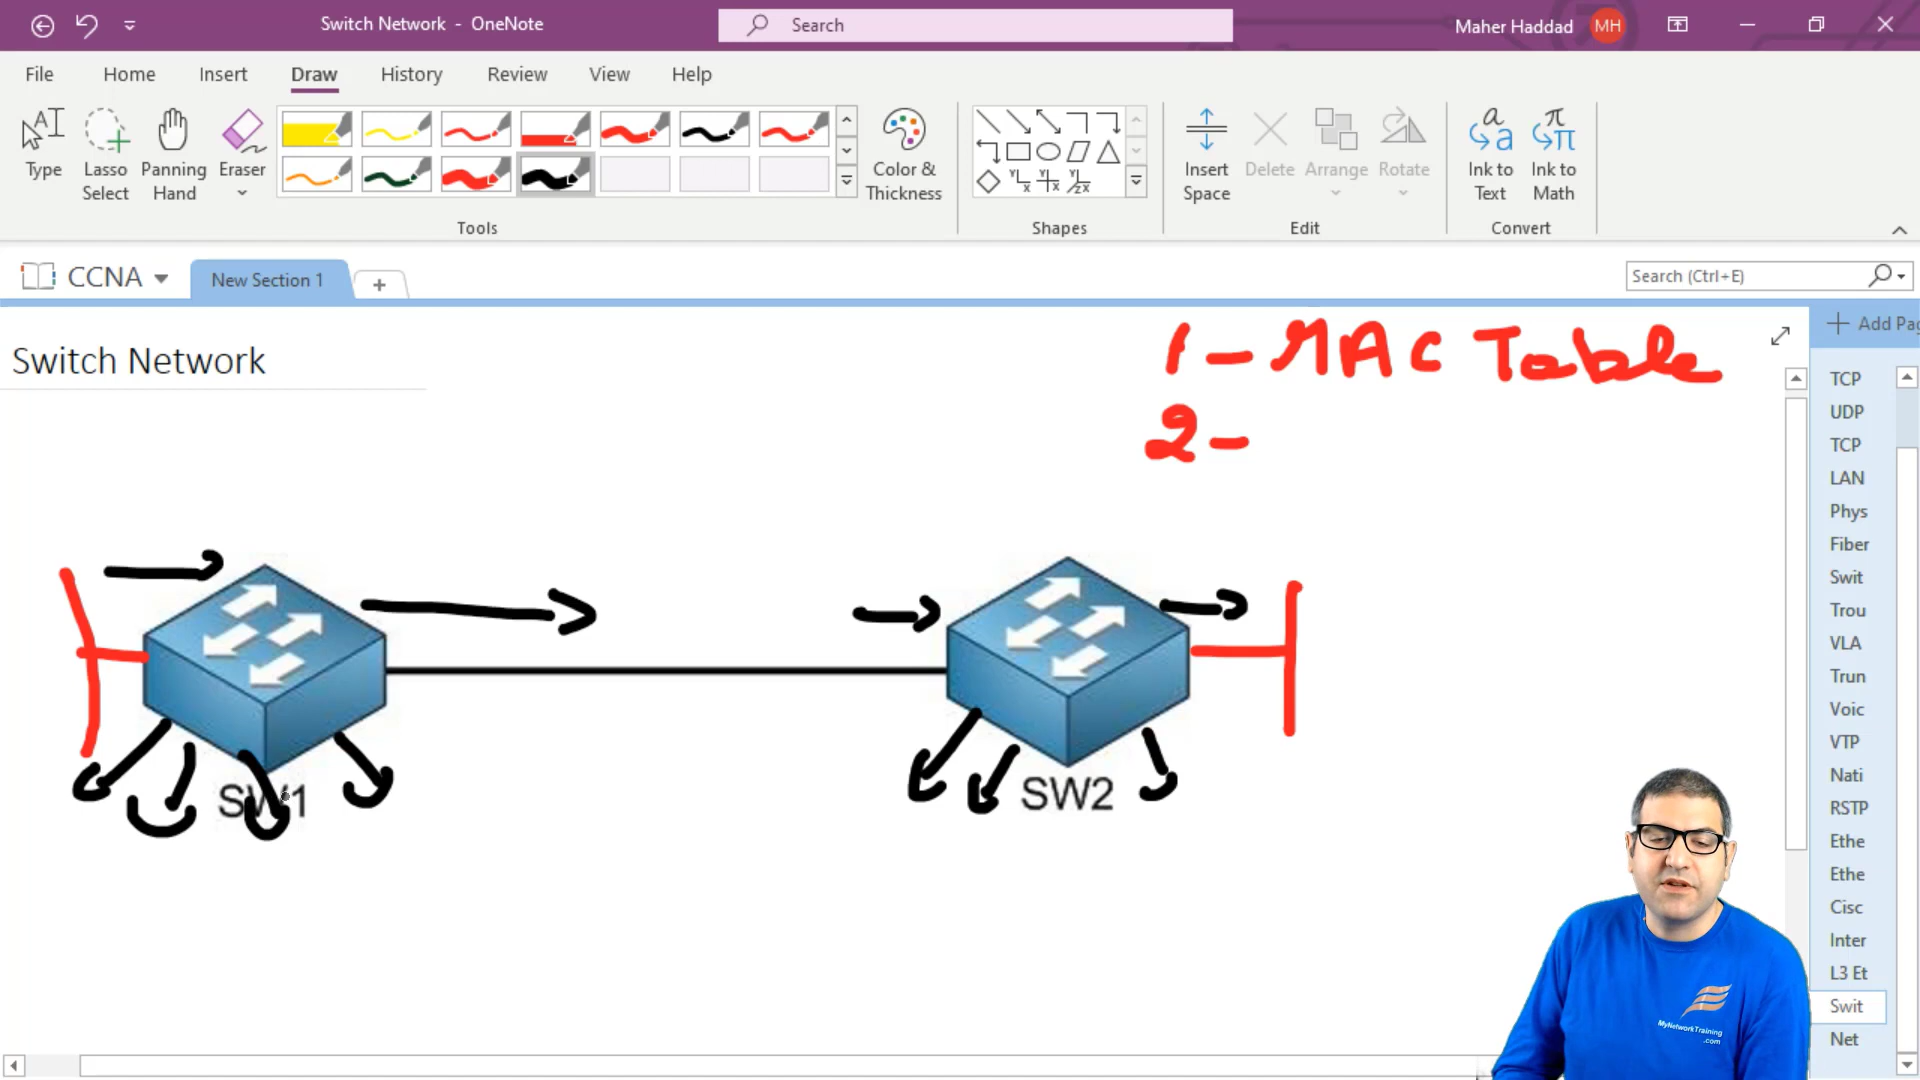 Switch Network - OneNote
Search
Maher Haddad
MH
File
Home
Insert
Draw
History
Review
View
Help
Type
Lasso Select
Panning Hand
Eraser
Color & Thickness
Insert Space
Delete
Arrange
Rotate
Ink to Text
Ink to Math
Tools
Shapes
Edit
Convert
CCNA
New Section 1
+
Search (Ctrl+E)
Switch Network
1 - MAC Table
2 -
SW1
SW2
Add Pag
TCP
UDP
TCP
LAN
Phys
Fiber
Swit
Trou
VLA
Trun
Voic
VTP
Nati
RSTP
Ethe
Ethe
Cisc
Inter
L3 Et
Swit
Net
MyNetworkTraining
.com